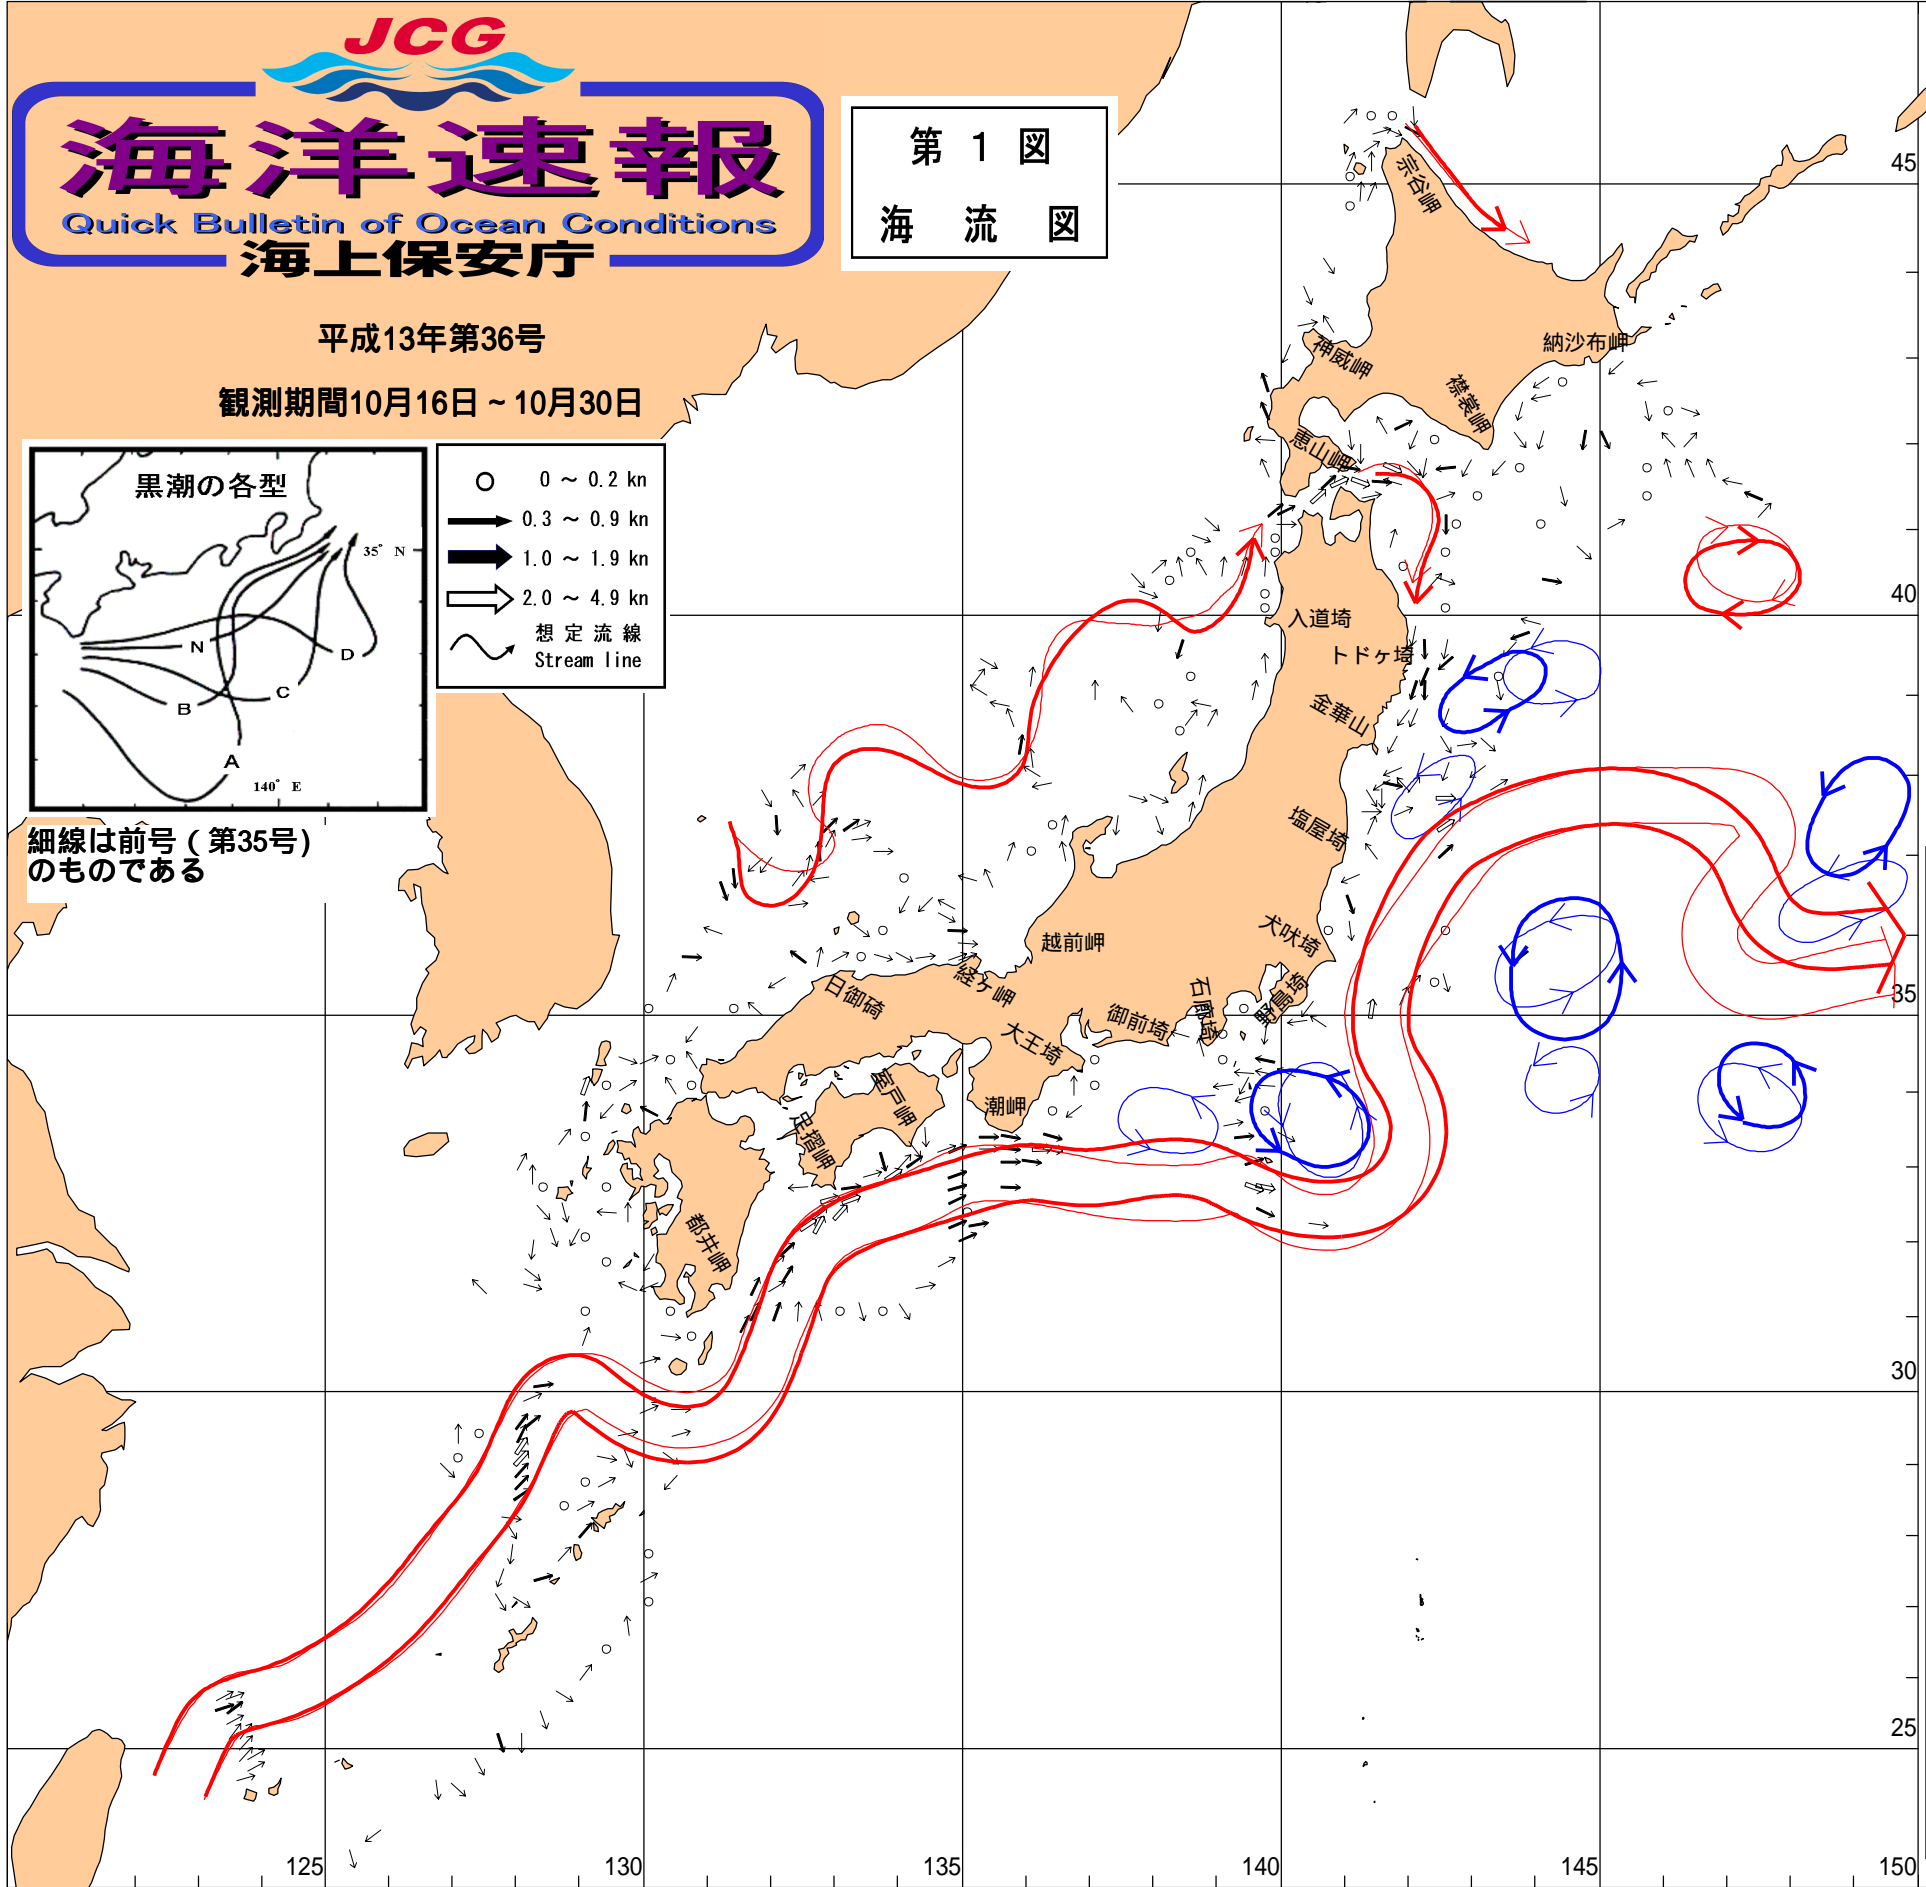 JCG
海洋速報
Quick Bulletin of Ocean Conditions
海上保安庁
第 1 図
海 流 図
平成13年第36号
観測期間10月16日~10月30日
黒潮の各型
35° N
N
D
C
B
A
140° E
0 ～ 0.2 kn
0.3 ～ 0.9 kn
1.0 ～ 1.9 kn
2.0 ～ 4.9 kn
想 定 流 線
Stream line
細線は前号(第35号)
のものである
宗谷岬
納沙布岬
神威岬
襟裳岬
恵山岬
入道埼
トドヶ埼
金華山
塩屋埼
犬吠埼
越前岬
経ヶ岬
日御碕
石廊埼
野島埼
御前埼
大王埼
室戸岬
潮岬
足摺岬
都井岬
45
40
35
30
25
125
130
135
140
145
150